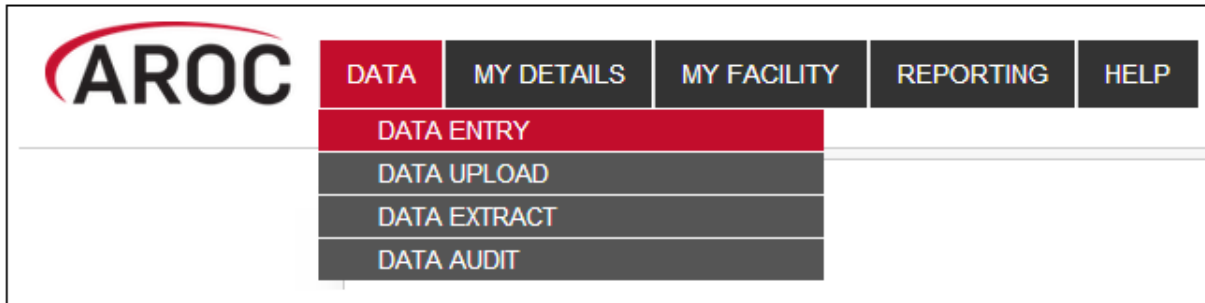 AROC DATA MY DETAILS MY FACILITY REPORTING HELP
DATA ENTRY
DATA UPLOAD
DATA EXTRACT
DATA AUDIT